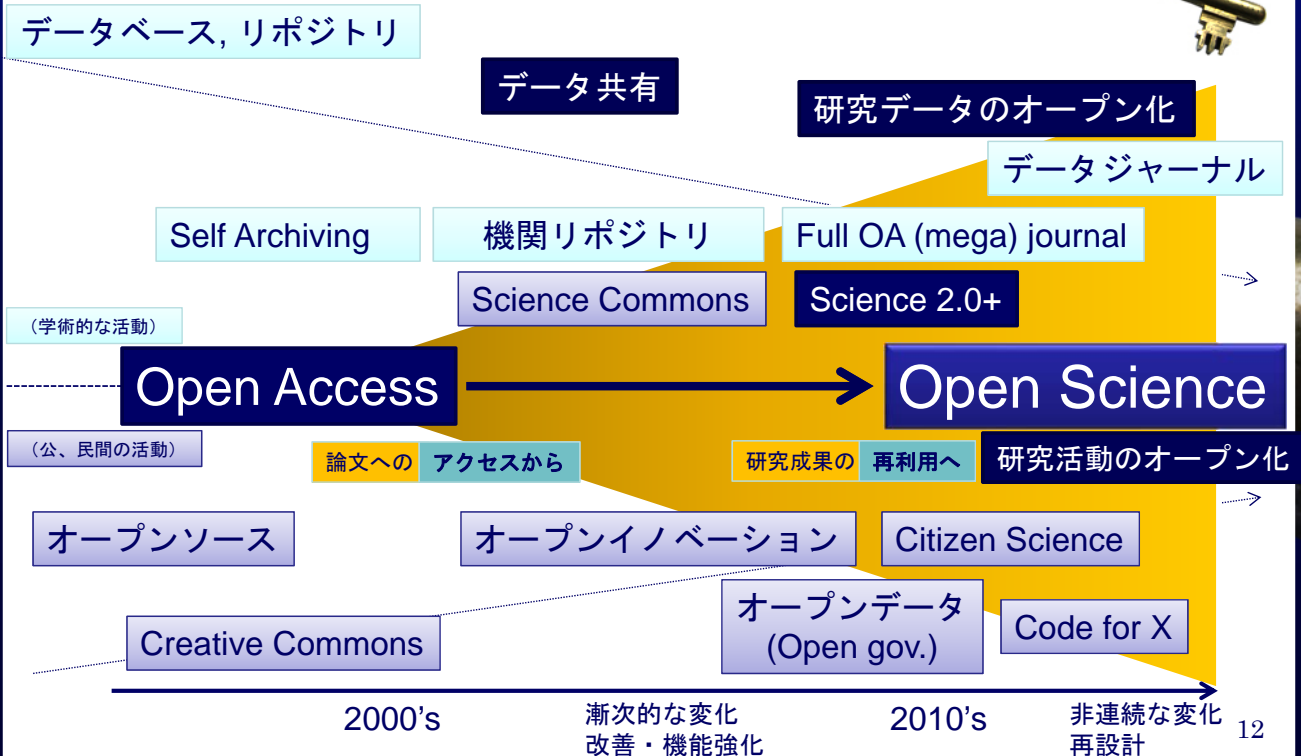 データベース, リポジトリ
データ共有
研究データのオープン化
データジャーナル
Self Archiving
機関リポジトリ
Full OA (mega) journal
Science Commons
Science 2.0+
（学術的な活動）
Open Access
Open Science
（公、民間の活動）
論文への アクセスから
研究成果の 再利用へ
研究活動のオープン化
オープンソース
オープンイノベーション
Citizen Science
オープンデータ
(Open gov.)
Code for X
Creative Commons
2000's
漸次的な変化
改善・機能強化
2010's
非連続な変化
再設計
12